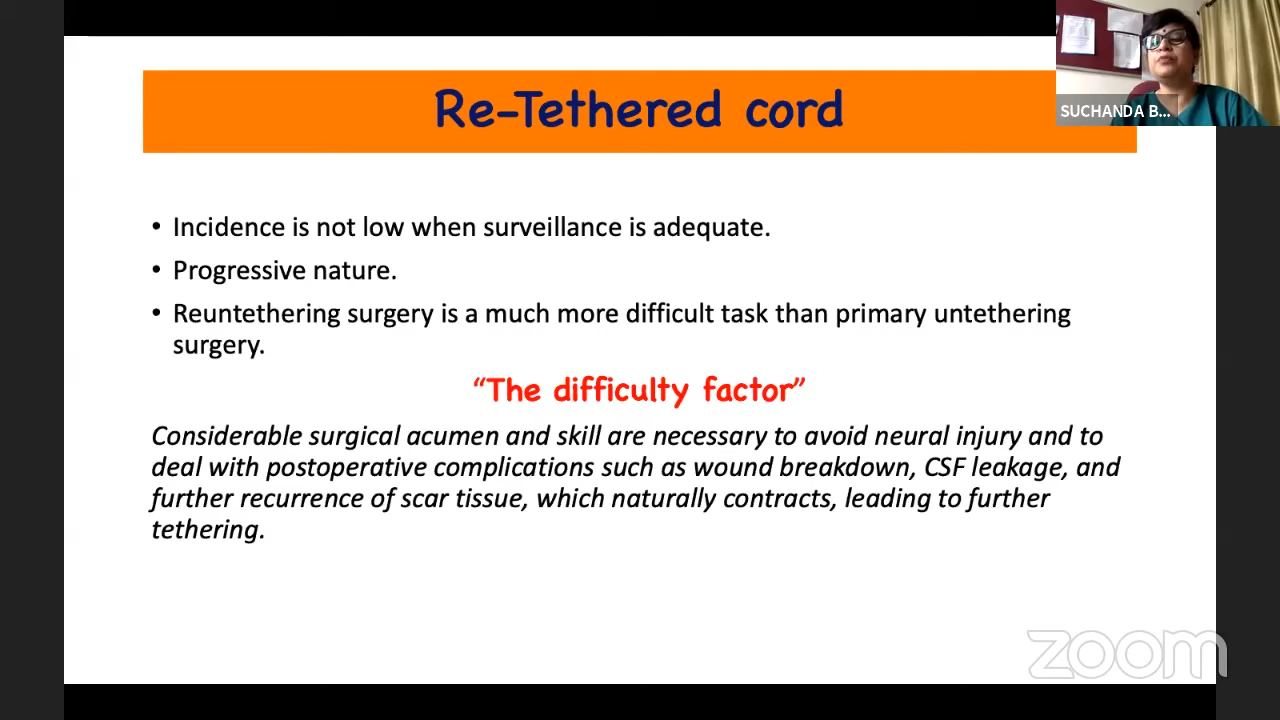 Re-Tethered cord
SUCHANDA B...
• Incidence is not low when surveillance is adequate.
• Progressive nature.
• Reuntethering surgery is a much more difficult task than primary untethering
surgery.
“The difficulty factor”
Considerable surgical acumen and skill are necessary to avoid neural injury and to
deal with postoperative complications such as wound breakdown, CSF leakage, and
further recurrence of scar tissue, which naturally contracts, leading to further
tethering.
zoom